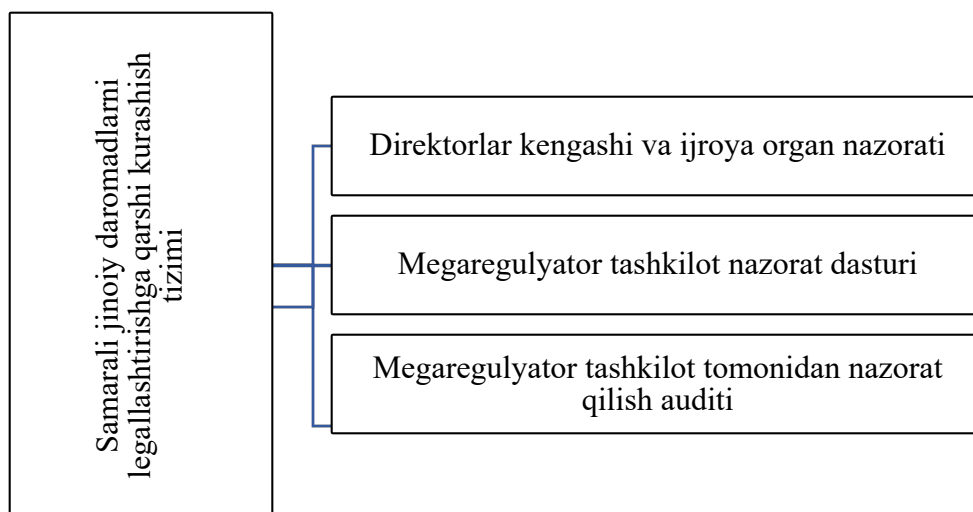 Samarali jinoiy daromadlarni
legallashtirishga qarshi kurashish
tizimi
Direktorlar kengashi va ijroya organ nazorati
Megaregulyator tashkilot nazorat dasturi
Megaregulyator tashkilot tomonidan nazorat
qilish auditi